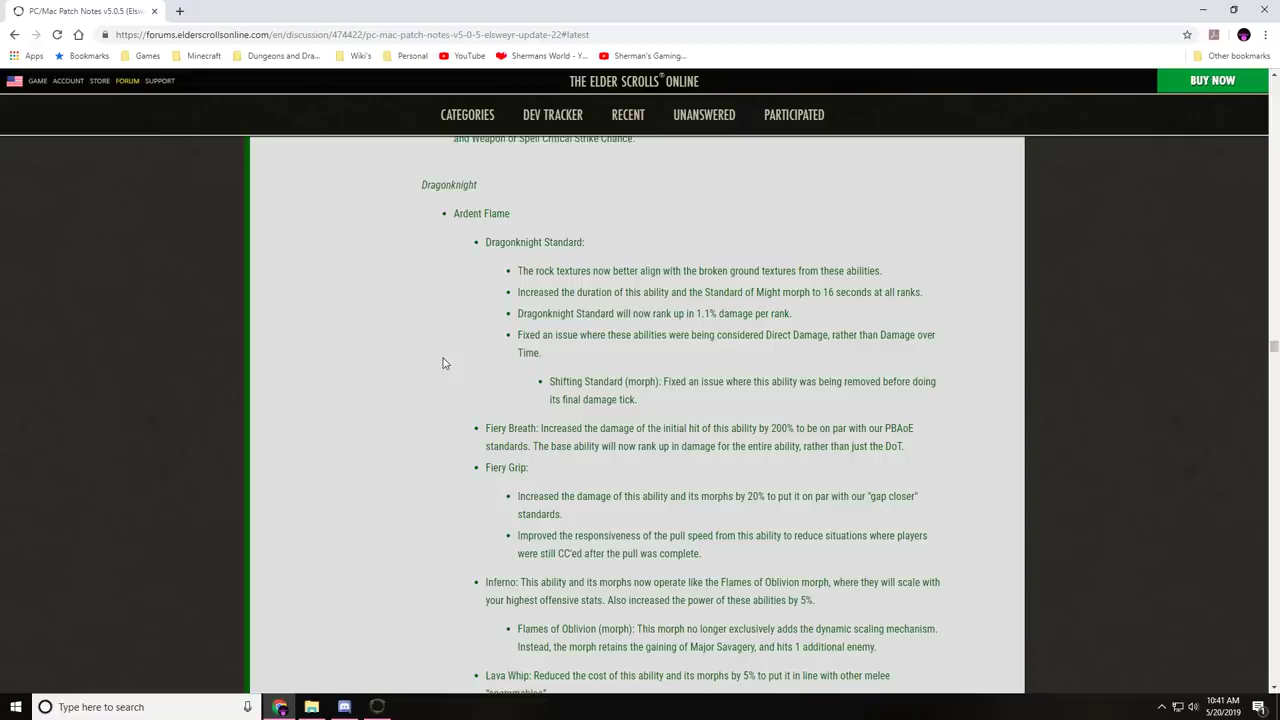 PC/Mac Patch Notes v5.0.5 (Elsw
https://forums.elderscrollsonline.com/en/discussion/474422/pc-mac-patch-notes-v5-0-5-elsweyr-update-22#latest
Apps Bookmarks Games Minecraft Dungeons and Dra... Wiki's Personal YouTube Shermans World - Y... Sherman's Gaming... Other bookmarks
GAME ACCOUNT STORE FORUM SUPPORT THE ELDER SCROLLS® ONLINE BUY NOW
CATEGORIES DEV TRACKER RECENT UNANSWERED PARTICIPATED
and Weapon or Spell Critical Strike Chance.
Dragonknight
• Ardent Flame
• Dragonknight Standard:
• The rock textures now better align with the broken ground textures from these abilities.
• Increased the duration of this ability and the Standard of Might morph to 16 seconds at all ranks.
• Dragonknight Standard will now rank up in 1.1% damage per rank.
• Fixed an issue where these abilities were being considered Direct Damage, rather than Damage over
Time.
• Shifting Standard (morph): Fixed an issue where this ability was being removed before doing
its final damage tick.
• Fiery Breath: Increased the damage of the initial hit of this ability by 200% to be on par with our PBAoE
standards. The base ability will now rank up in damage for the entire ability, rather than just the DoT.
• Fiery Grip:
• Increased the damage of this ability and its morphs by 20% to put it on par with our "gap closer"
standards.
• Improved the responsiveness of the pull speed from this ability to reduce situations where players
were still CC'ed after the pull was complete.
• Inferno: This ability and its morphs now operate like the Flames of Oblivion morph, where they will scale with
your highest offensive stats. Also increased the power of these abilities by 5%.
• Flames of Oblivion (morph): This morph no longer exclusively adds the dynamic scaling mechanism.
Instead, the morph retains the gaining of Major Savagery, and hits 1 additional enemy.
• Lava Whip: Reduced the cost of this ability and its morphs by 5% to put it in line with other melee
"spammables"
Type here to search
10:41 AM
5/20/2019